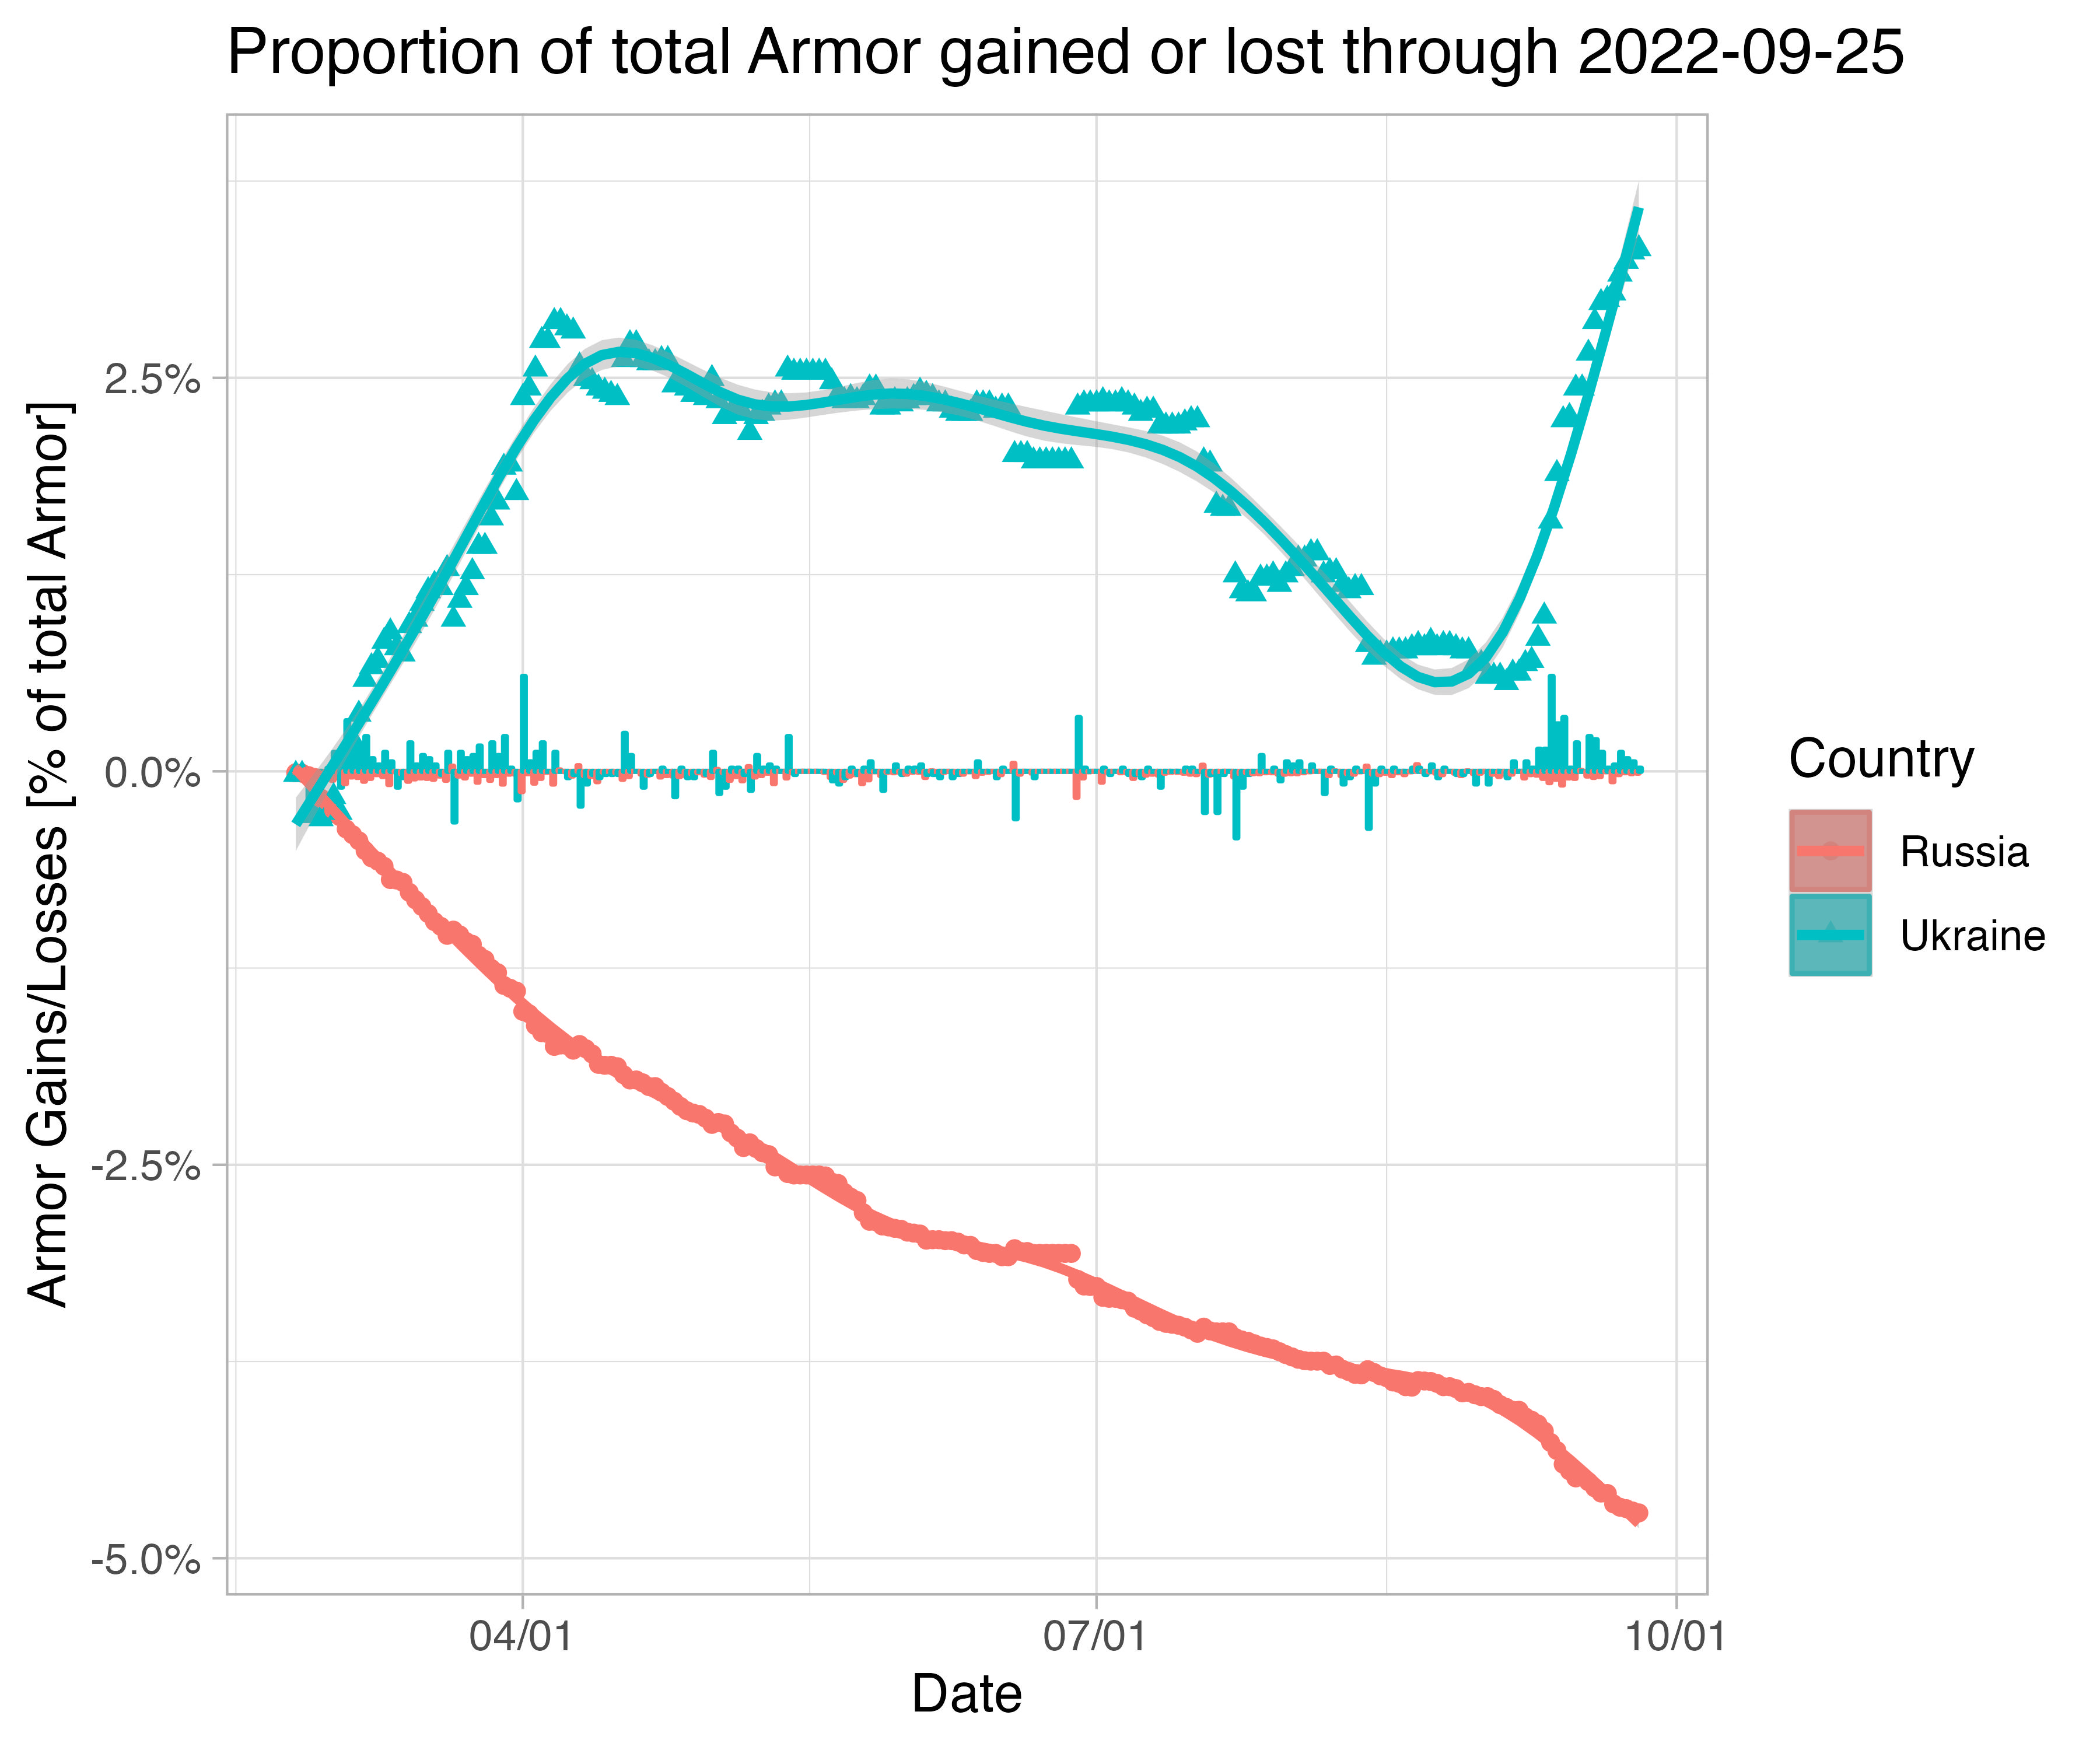 Proportion of total Armor gained or lost through 2022-09-25
Armor Gains/Losses [% of total Armor]
2.5%
0.0%
-2.5%
-5.0%
04/01
07/01
10/01
Date
Country
Russia
Ukraine